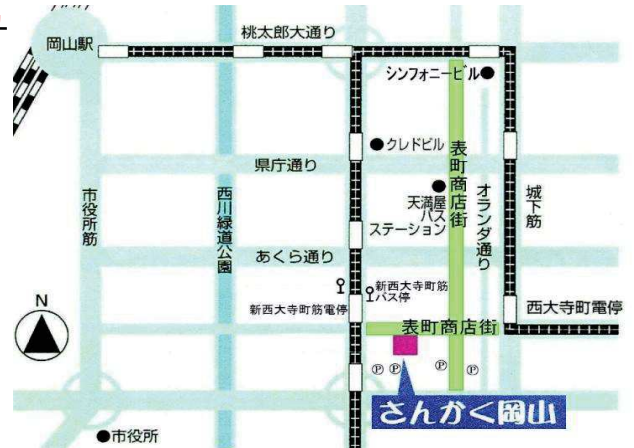 岡山駅
桃太郎大通り
シンフォニービル
クレドビル
県庁通り
表町商店街
天満屋
バス
ステーション
オランダ通り
城下筋
市役所筋
西川緑道公園
あくら通り
新西大寺町筋
バス停
新西大寺町筋電停
西大寺町電停
表町商店街
N
Ⓟ Ⓟ Ⓟ Ⓟ
さんかく岡山
市役所